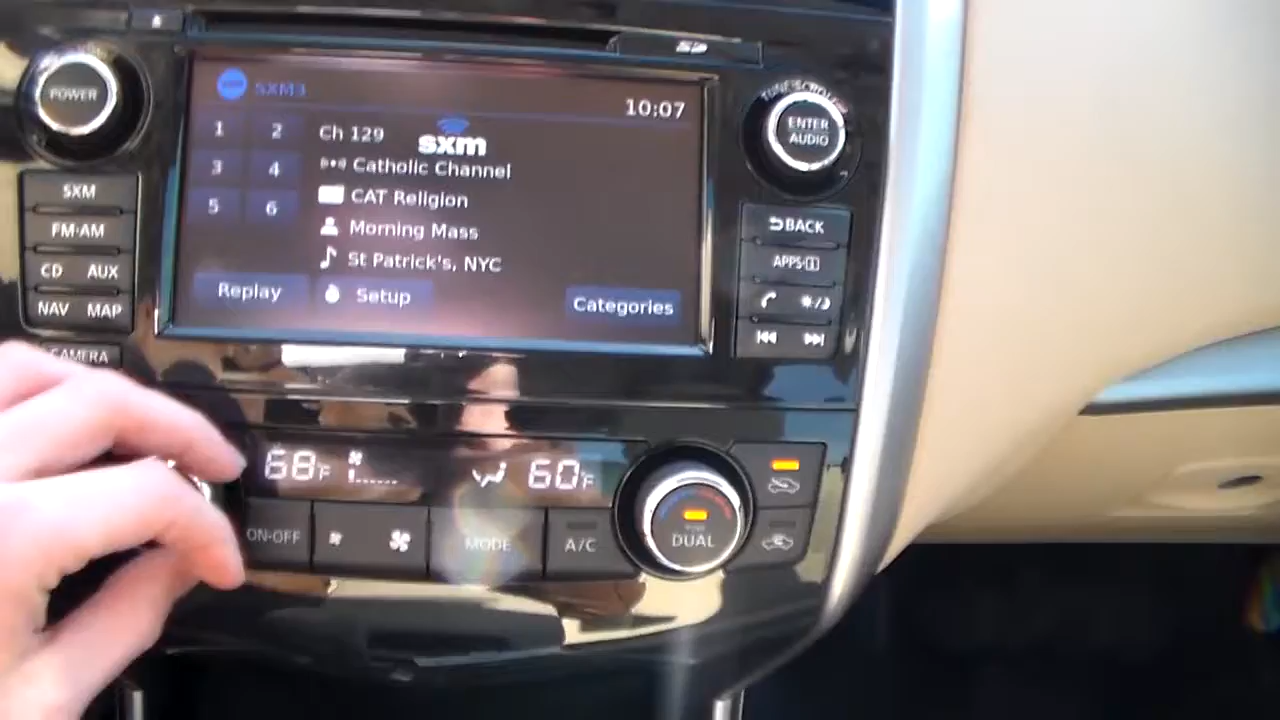 SD
POWER
SXM3
10:07
TUNE/SCROLL
ENTER
AUDIO
1 2
3 4
5 6
Ch 129
sxm
Catholic Channel
CAT Religion
Morning Mass
St Patrick's, NYC
Replay
Setup
Categories
SXM
FM·AM
CD AUX
NAV MAP
CAMERA
BACK
APPS·i
68°F
60°F
ON·OFF
MODE
A/C
DUAL